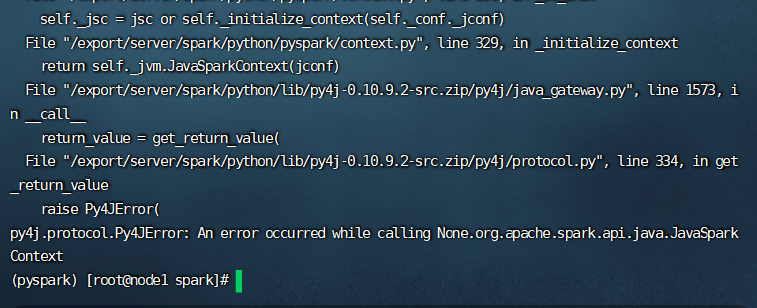 self._jsc = jsc or self._initialize_context(self._conf._jconf)
File "/export/server/spark/python/pyspark/context.py", line 329, in _initialize_context
return self._jvm.JavaSparkContext(jconf)
File "/export/server/spark/python/lib/py4j-0.10.9.2-src.zip/py4j/java_gateway.py", line 1573, i
n __call__
return_value = get_return_value(
File "/export/server/spark/python/lib/py4j-0.10.9.2-src.zip/py4j/protocol.py", line 334, in get
_return_value
raise Py4JError(
py4j.protocol.Py4JError: An error occurred while calling None.org.apache.spark.api.java.JavaSpark
Context
(pyspark) [root@node1 spark]#